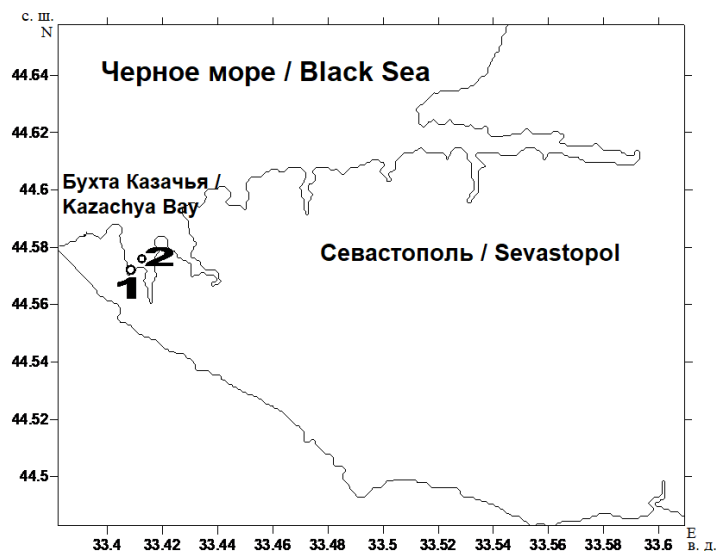 с. ш.
N
44.64
Черное море / Black Sea
44.62
44.6
Бухта Казачья /
Kazachya Bay
44.58
Севастополь / Sevastopol
2
1
44.56
44.54
44.52
44.5
33.4 33.42 33.44 33.46 33.48 33.5 33.52 33.54 33.56 33.58 33.6
E
в. д.